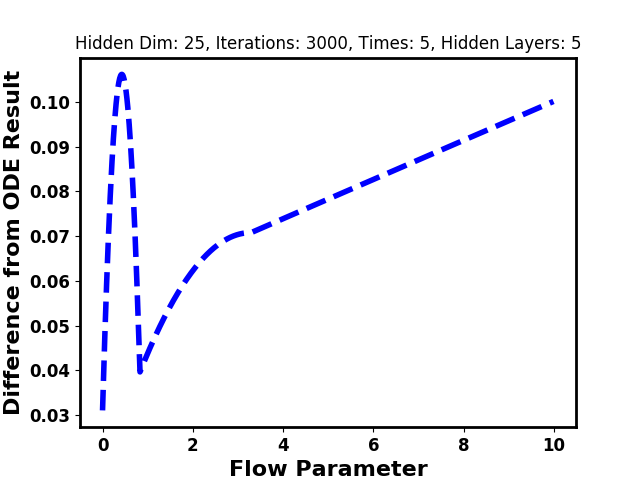 Hidden Dim: 25, Iterations: 3000, Times: 5, Hidden Layers: 5
Difference from ODE Result
0.10
0.09
0.08
0.07
0.06
0.05
0.04
0.03
0 2 4 6 8 10
Flow Parameter